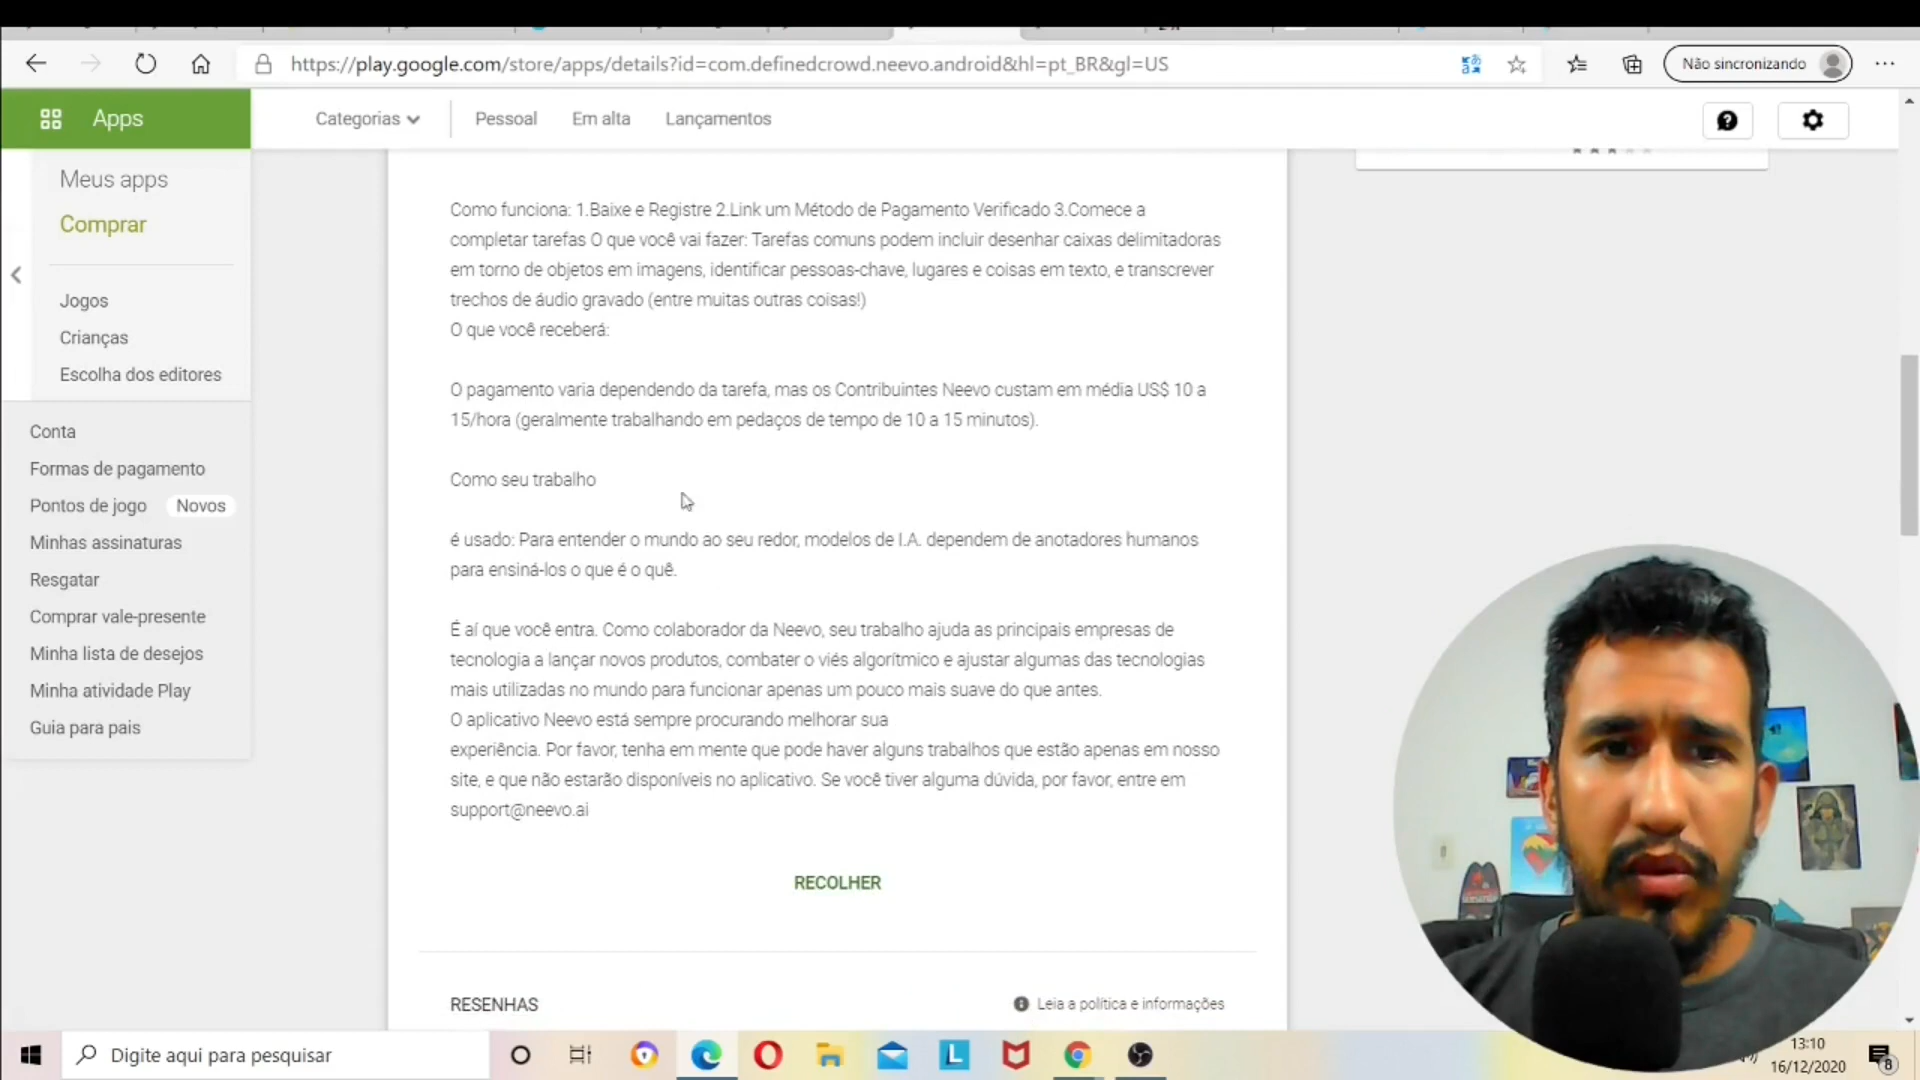 https://play.google.com/store/apps/details?id=com.definedcrowd.neevo.android&hl=pt_BR&gl=US
Não sincronizando
Apps
Categorias
Pessoal
Em alta
Lançamentos
Meus apps
Comprar
Jogos
Crianças
Escolha dos editores
Conta
Formas de pagamento
Pontos de jogo Novos
Minhas assinaturas
Resgatar
Comprar vale-presente
Minha lista de desejos
Minha atividade Play
Guia para pais
Como funciona: 1.Baixe e Registre 2.Link um Método de Pagamento Verificado 3.Comece a
completar tarefas O que você vai fazer: Tarefas comuns podem incluir desenhar caixas delimitadoras
em torno de objetos em imagens, identificar pessoas-chave, lugares e coisas em texto, e transcrever
trechos de áudio gravado (entre muitas outras coisas!)
O que você receberá:
O pagamento varia dependendo da tarefa, mas os Contribuintes Neevo custam em média US$ 10 a
15/hora (geralmente trabalhando em pedaços de tempo de 10 a 15 minutos).
Como seu trabalho
é usado: Para entender o mundo ao seu redor, modelos de I.A. dependem de anotadores humanos
para ensiná-los o que é o quê.
É aí que você entra. Como colaborador da Neevo, seu trabalho ajuda as principais empresas de
tecnologia a lançar novos produtos, combater o viés algorítmico e ajustar algumas das tecnologias
mais utilizadas no mundo para funcionar apenas um pouco mais suave do que antes.
O aplicativo Neevo está sempre procurando melhorar sua
experiência. Por favor, tenha em mente que pode haver alguns trabalhos que estão apenas em nosso
site, e que não estarão disponíveis no aplicativo. Se você tiver alguma dúvida, por favor, entre em
support@neevo.ai
RECOLHER
RESENHAS
Leia a política e informações
Digite aqui para pesquisar
L
13:10
16/12/2020
8